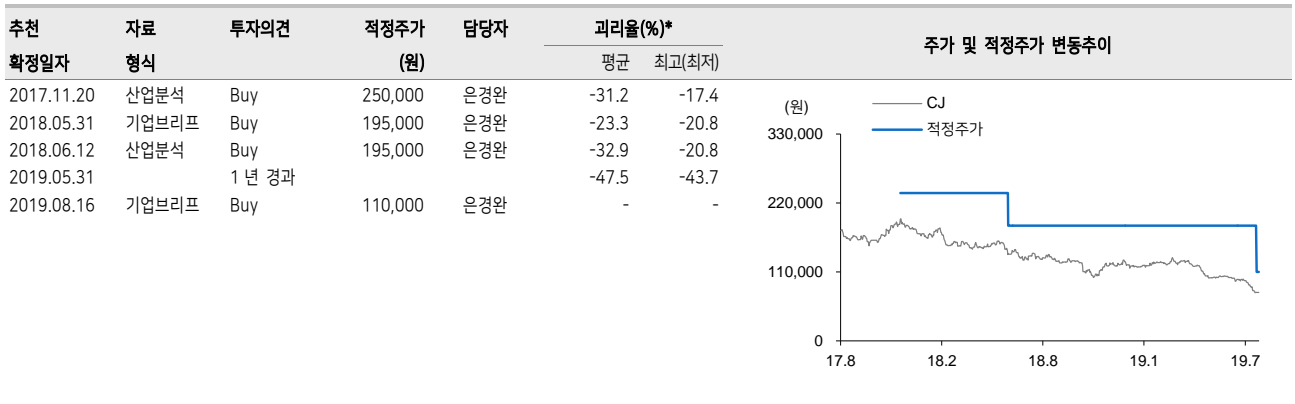 추천 자료 투자의견 적정주가 담당자 괴리율(%)* 주가 및 적정주가 변동추이
확정일자 형식 (원) 평균 최고(최저)
2017.11.20 산업분석 Buy 250,000 은경완 -31.2 -17.4
2018.05.31 기업브리프 Buy 195,000 은경완 -23.3 -20.8
2018.06.12 산업분석 Buy 195,000 은경완 -32.9 -20.8
2019.05.31 1년 경과 -47.5 -43.7
2019.08.16 기업브리프 Buy 110,000 은경완 - -
(원)
CJ
적정주가
330,000
220,000
110,000
0
17.8 18.2 18.8 19.1 19.7